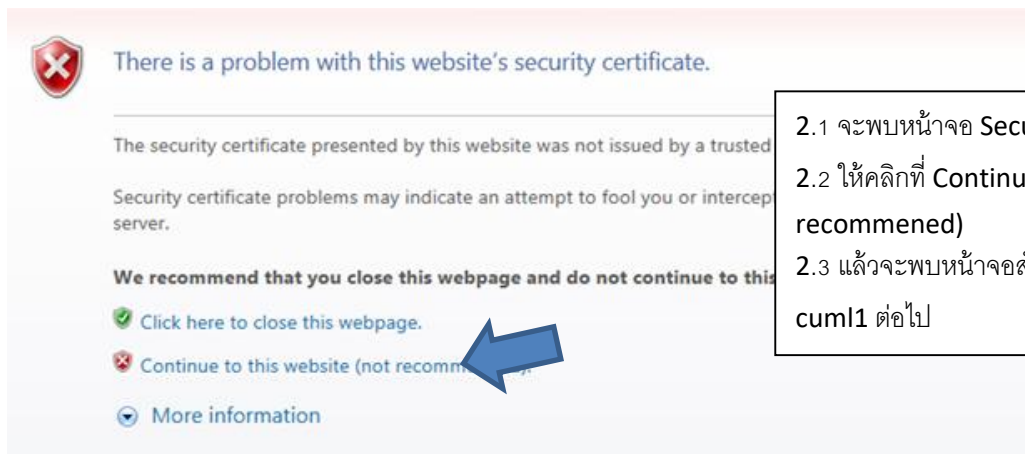 There is a problem with this website's security certificate.
The security certificate presented by this website was not issued by a trusted
Security certificate problems may indicate an attempt to fool you or intercept
server.
We recommend that you close this webpage and do not continue to this
Click here to close this webpage.
Continue to this website (not
More information
2.1 จะพบหน้าจอ
2.2 ให้คลิกที่
recommened)
2.3 แล้วจะพบหน้าจอ
cuml1 ต่อไป